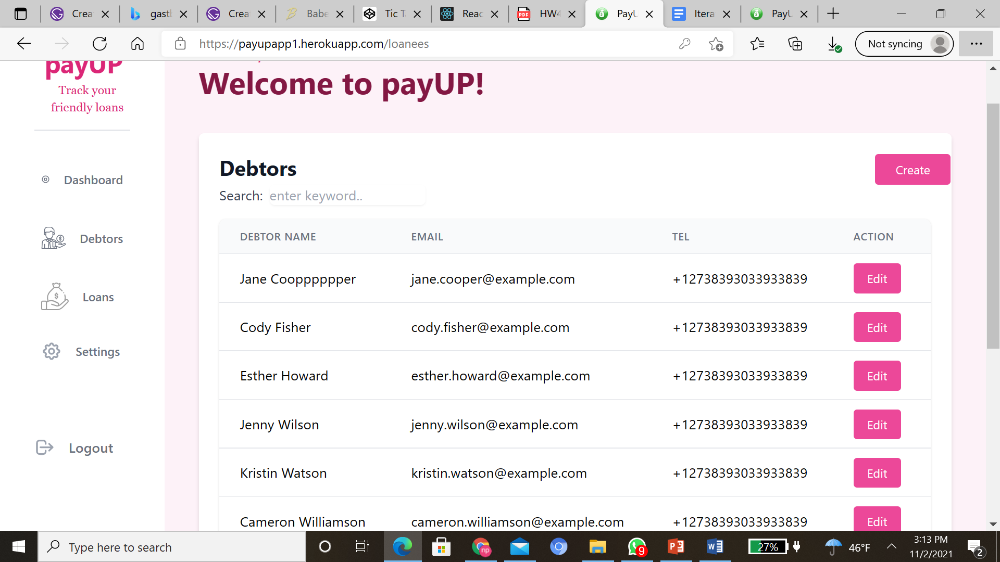 Crea
gastl
Crea
Babe
Tic T
Reac
HW4
PayU
Itera
PayU
https://payupapp1.herokuapp.com/loanees
Not syncing
payUP
Track your
friendly loans
Dashboard
Debtors
Loans
Settings
Logout
Welcome to payUP!
Debtors
Create
Search: enter keyword..
DEBTOR NAME EMAIL TEL ACTION
Jane Coopppppper jane.cooper@example.com +12738393033933839 Edit
Cody Fisher cody.fisher@example.com +12738393033933839 Edit
Esther Howard esther.howard@example.com +12738393033933839 Edit
Jenny Wilson jenny.wilson@example.com +12738393033933839 Edit
Kristin Watson kristin.watson@example.com +12738393033933839 Edit
Cameron Williamson cameron.williamson@example.com +12738393033933839 Edit
Type here to search
np
9
27%
46°F
3:13 PM
11/2/2021
2